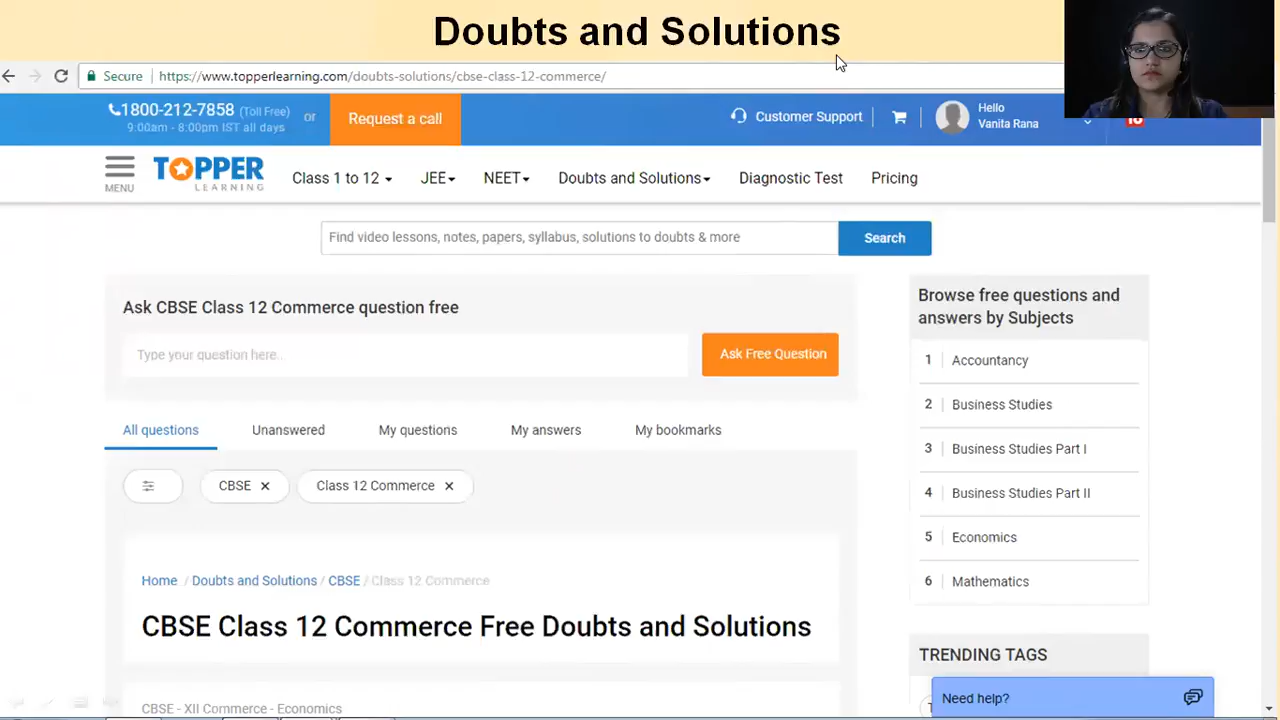 Doubts and Solutions
Secure https://www.topperlearning.com/doubts-solutions/cbse-class-12-commerce/
1800-212-7858 (Toll Free)
9:00am - 8:00pm IST all days
or
Request a call
Customer Support
Hello
Vanita Rana
MENU
TOPPER
LEARNING
Class 1 to 12
JEE
NEET
Doubts and Solutions
Diagnostic Test
Pricing
Find video lessons, notes, papers, syllabus, solutions to doubts & more
Search
Ask CBSE Class 12 Commerce question free
Type your question here..
Ask Free Question
All questions
Unanswered
My questions
My answers
My bookmarks
CBSE ×
Class 12 Commerce ×
Home / Doubts and Solutions / CBSE / Class 12 Commerce
CBSE Class 12 Commerce Free Doubts and Solutions
CBSE - XII Commerce - Economics
Browse free questions and
answers by Subjects
1 Accountancy
2 Business Studies
3 Business Studies Part I
4 Business Studies Part II
5 Economics
6 Mathematics
TRENDING TAGS
Need help?